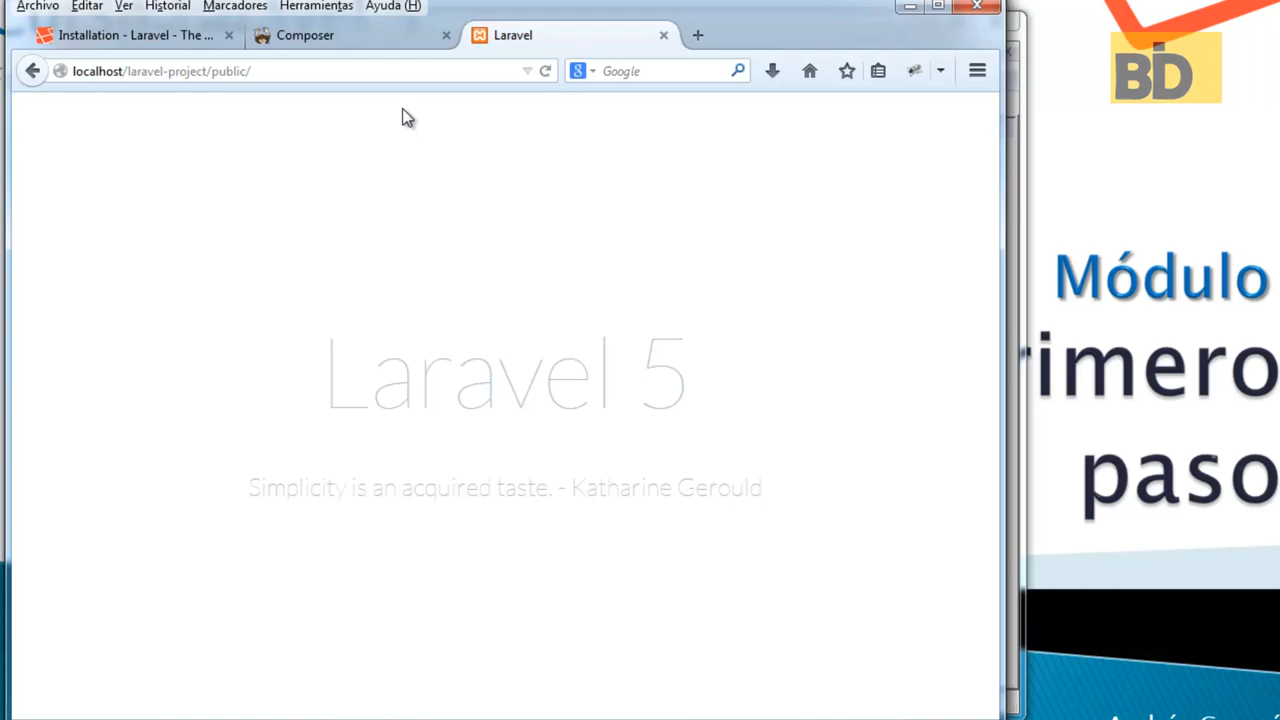 Archivo Editar Ver Historial Marcadores Herramientas Ayuda (H)
Installation - Laravel - The ... Composer Laravel
localhost/laravel-project/public/ Google
BD
Módulo
rimero
paso
Laravel 5
Simplicity is an acquired taste. - Katharine Gerould